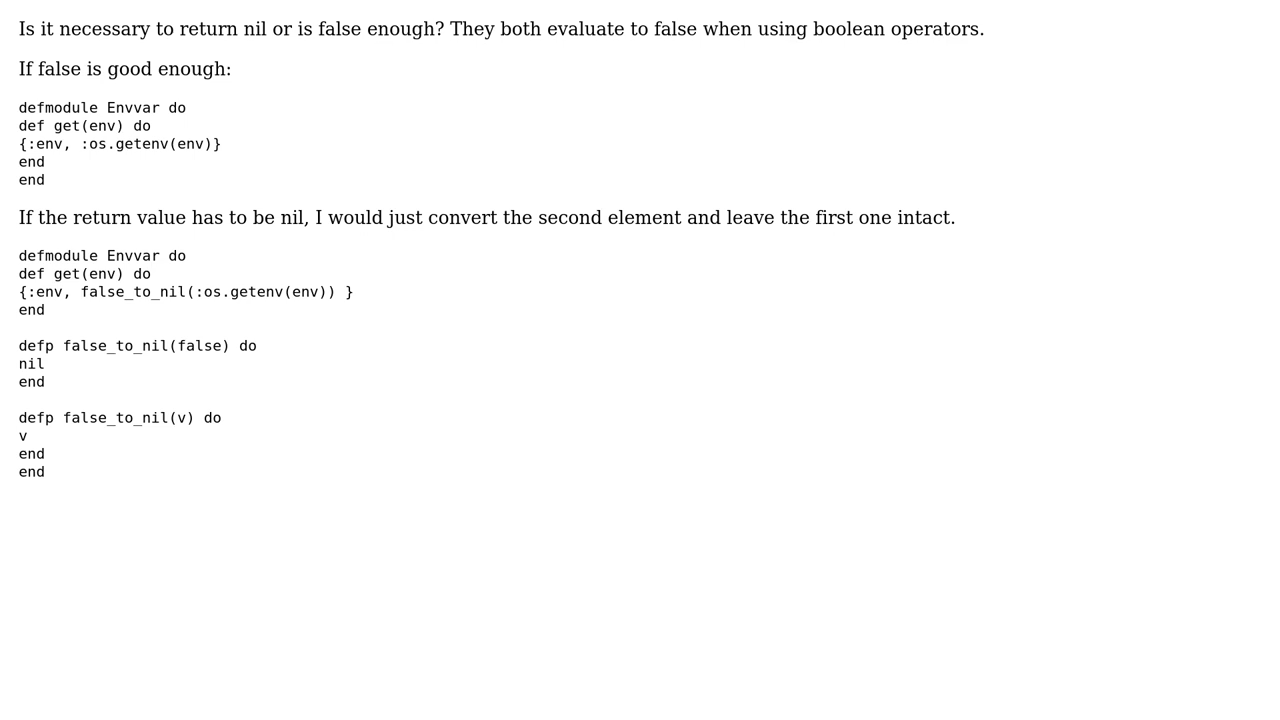 Is it necessary to return nil or is false enough? They both evaluate to false when using boolean operators.
If false is good enough:
defmodule Envvar do
def get(env) do
{:env, :os.getenv(env)}
end
end
If the return value has to be nil, I would just convert the second element and leave the first one intact.
defmodule Envvar do
def get(env) do
{:env, false_to_nil(:os.getenv(env)) }
end
defp false_to_nil(false) do
nil
end
defp false_to_nil(v) do
v
end
end